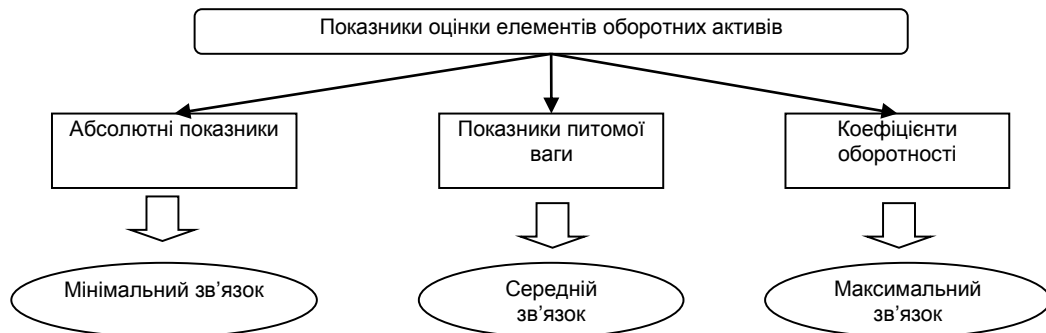 Показники оцінки елементів оборотних активів
Абсолютні показники
Показники питомої
ваги
Коефіцієнти
оборотності
Мінімальний зв'язок
Середній
зв'язок
Максимальний
зв'язок